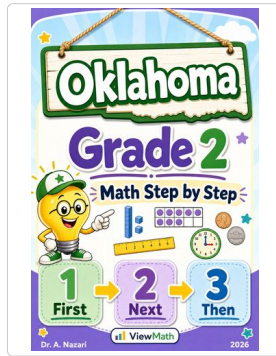 Oklahoma
Grade 2
Math Step by Step
1 2 3
First Next Then
Dr. A. Nazari ViewMath 2026